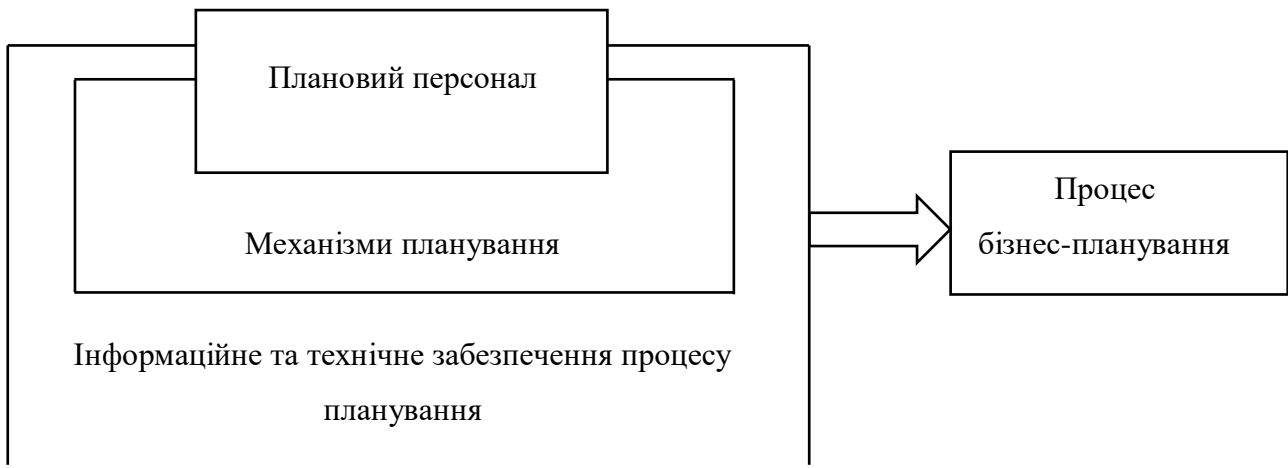 Плановий персонал
Механізми планування
Інформаційне та технічне забезпечення процесу
планування
Процес
бізнес-планування